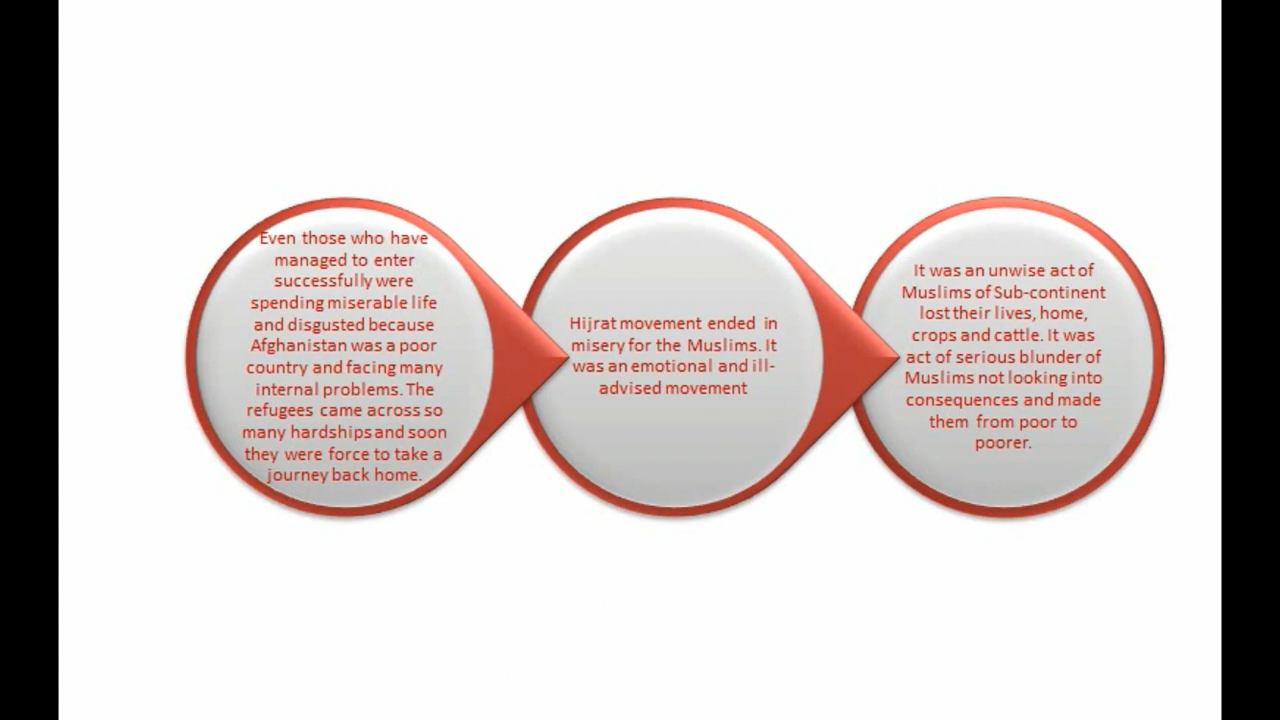 Even those who have
managed to enter
successfully were
spending miserable life
and disgusted because
Afghanistan was a poor
country and facing many
internal problems. The
refugees came across so
many hardships and soon
they were force to take a
journey back home.
Hijrat movement ended in
misery for the Muslims. It
was an emotional and ill-
advised movement
It was an unwise act of
Muslims of Sub-continent
lost their lives, home,
crops and cattle. It was
act of serious blunder of
Muslims not looking into
consequences and made
them from poor to
poorer.